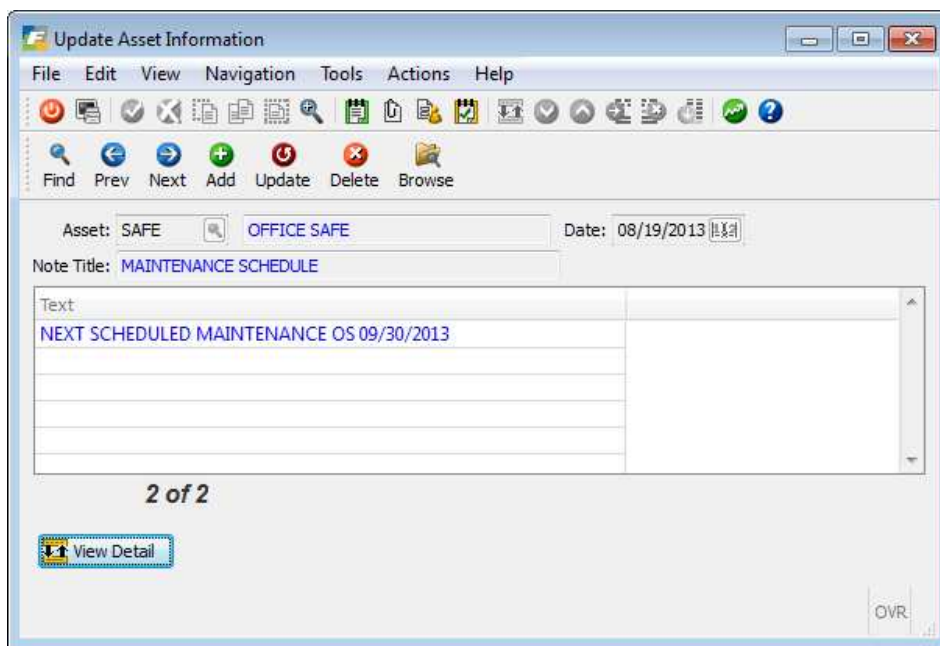 Update Asset Information
File Edit View Navigation Tools Actions Help
Find Prev Next Add Update Delete Browse
Asset: SAFE OFFICE SAFE Date: 08/19/2013
Note Title: MAINTENANCE SCHEDULE
Text
NEXT SCHEDULED MAINTENANCE OS 09/30/2013
2 of 2
View Detail
OVR